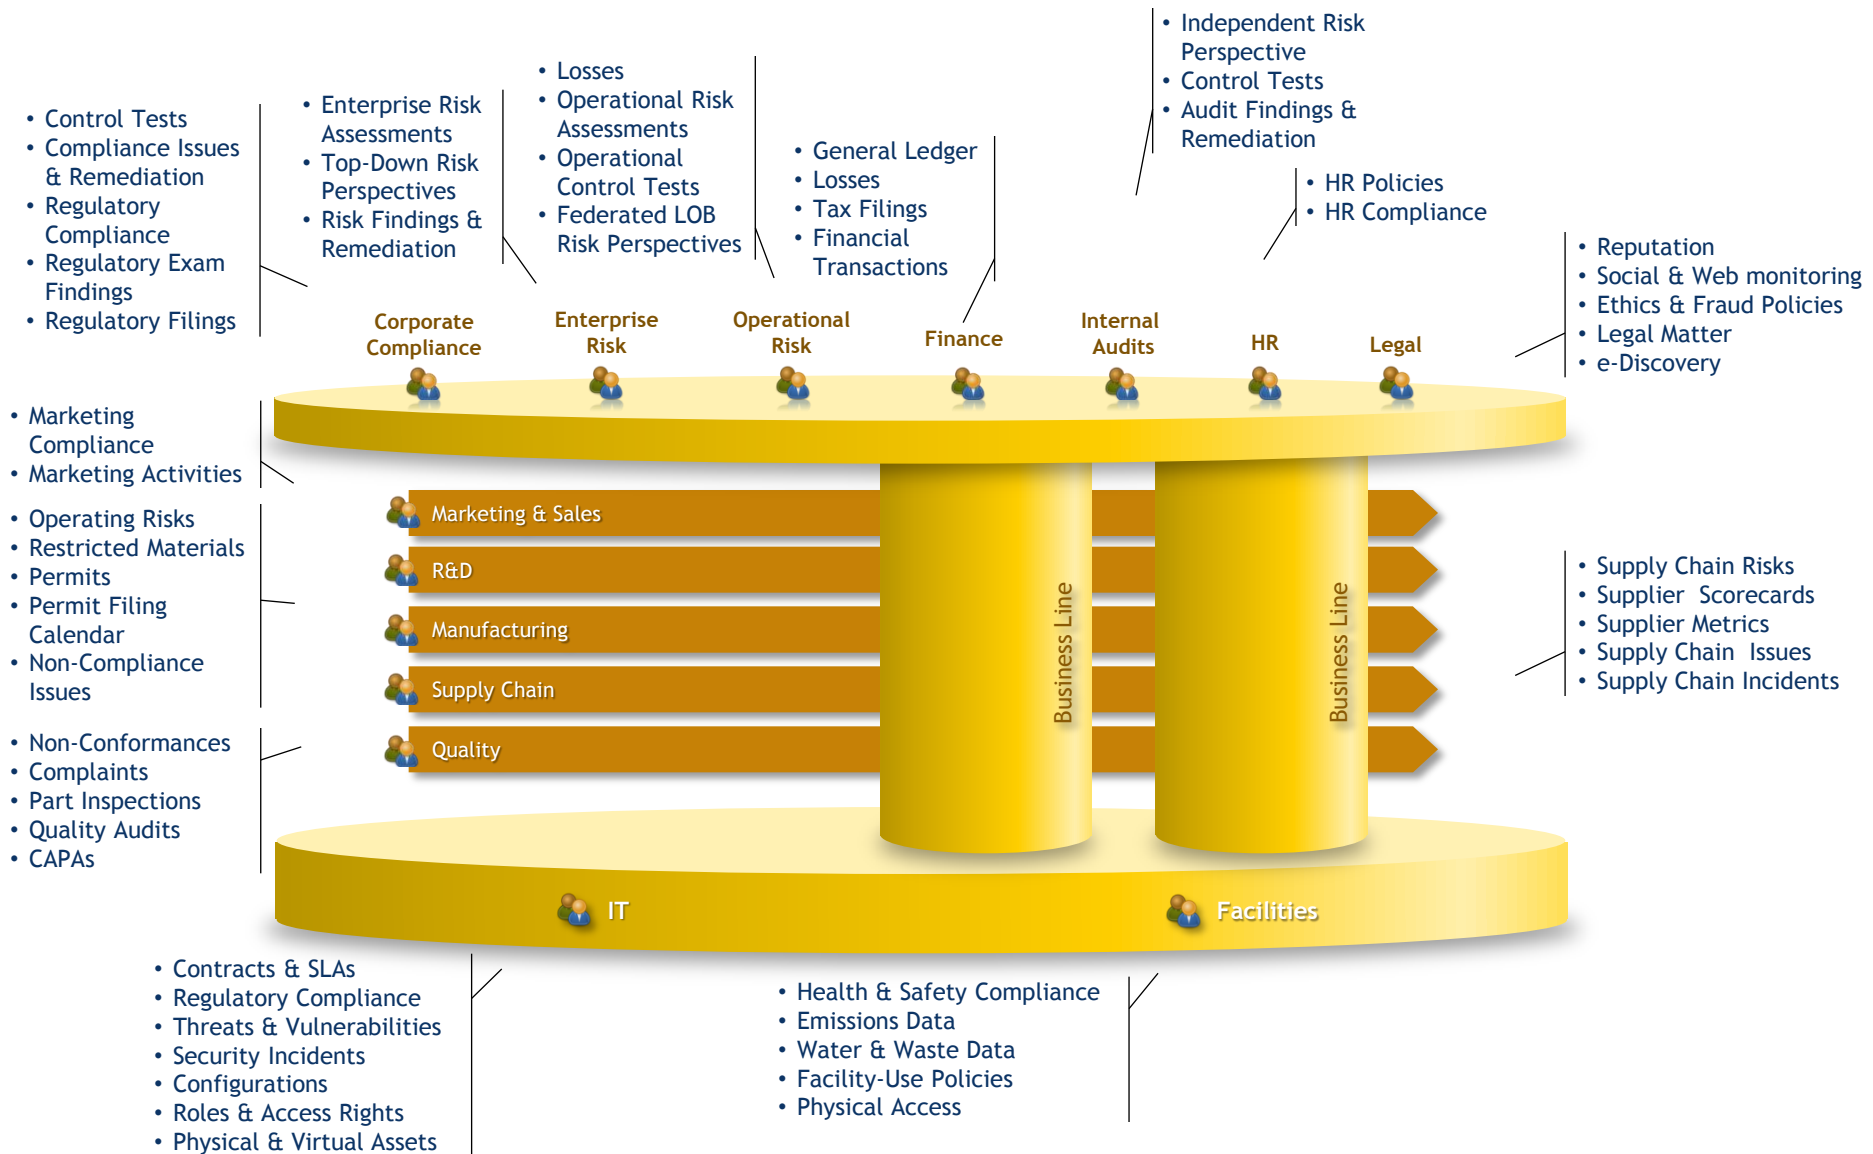 • Independent Risk
Perspective
• Control Tests
• Audit Findings &
Remediation
• Losses
• Operational Risk
Assessments
• Operational
Control Tests
• Federated LOB
Risk Perspectives
• Enterprise Risk
Assessments
• Top-Down Risk
Perspectives
• Risk Findings &
Remediation
• Control Tests
• Compliance Issues
& Remediation
• Regulatory
Compliance
• Regulatory Exam
Findings
• Regulatory Filings
• General Ledger
• Losses
• Tax Filings
• Financial
Transactions
• HR Policies
• HR Compliance
• Reputation
• Social & Web monitoring
• Ethics & Fraud Policies
• Legal Matter
• e-Discovery
Corporate
Compliance
Enterprise
Risk
Operational
Risk
Finance
Internal
Audits
HR
Legal
• Marketing
Compliance
• Marketing Activities
• Operating Risks
• Restricted Materials
• Permits
• Permit Filing
Calendar
• Non-Compliance
Issues
• Non-Conformances
• Complaints
• Part Inspections
• Quality Audits
• CAPAs
Marketing & Sales
R&D
Manufacturing
Supply Chain
Quality
Business Line
Business Line
• Supply Chain Risks
• Supplier Scorecards
• Supplier Metrics
• Supply Chain Issues
• Supply Chain Incidents
IT
Facilities
• Contracts & SLAs
• Regulatory Compliance
• Threats & Vulnerabilities
• Security Incidents
• Configurations
• Roles & Access Rights
• Physical & Virtual Assets
• Health & Safety Compliance
• Emissions Data
• Water & Waste Data
• Facility-Use Policies
• Physical Access